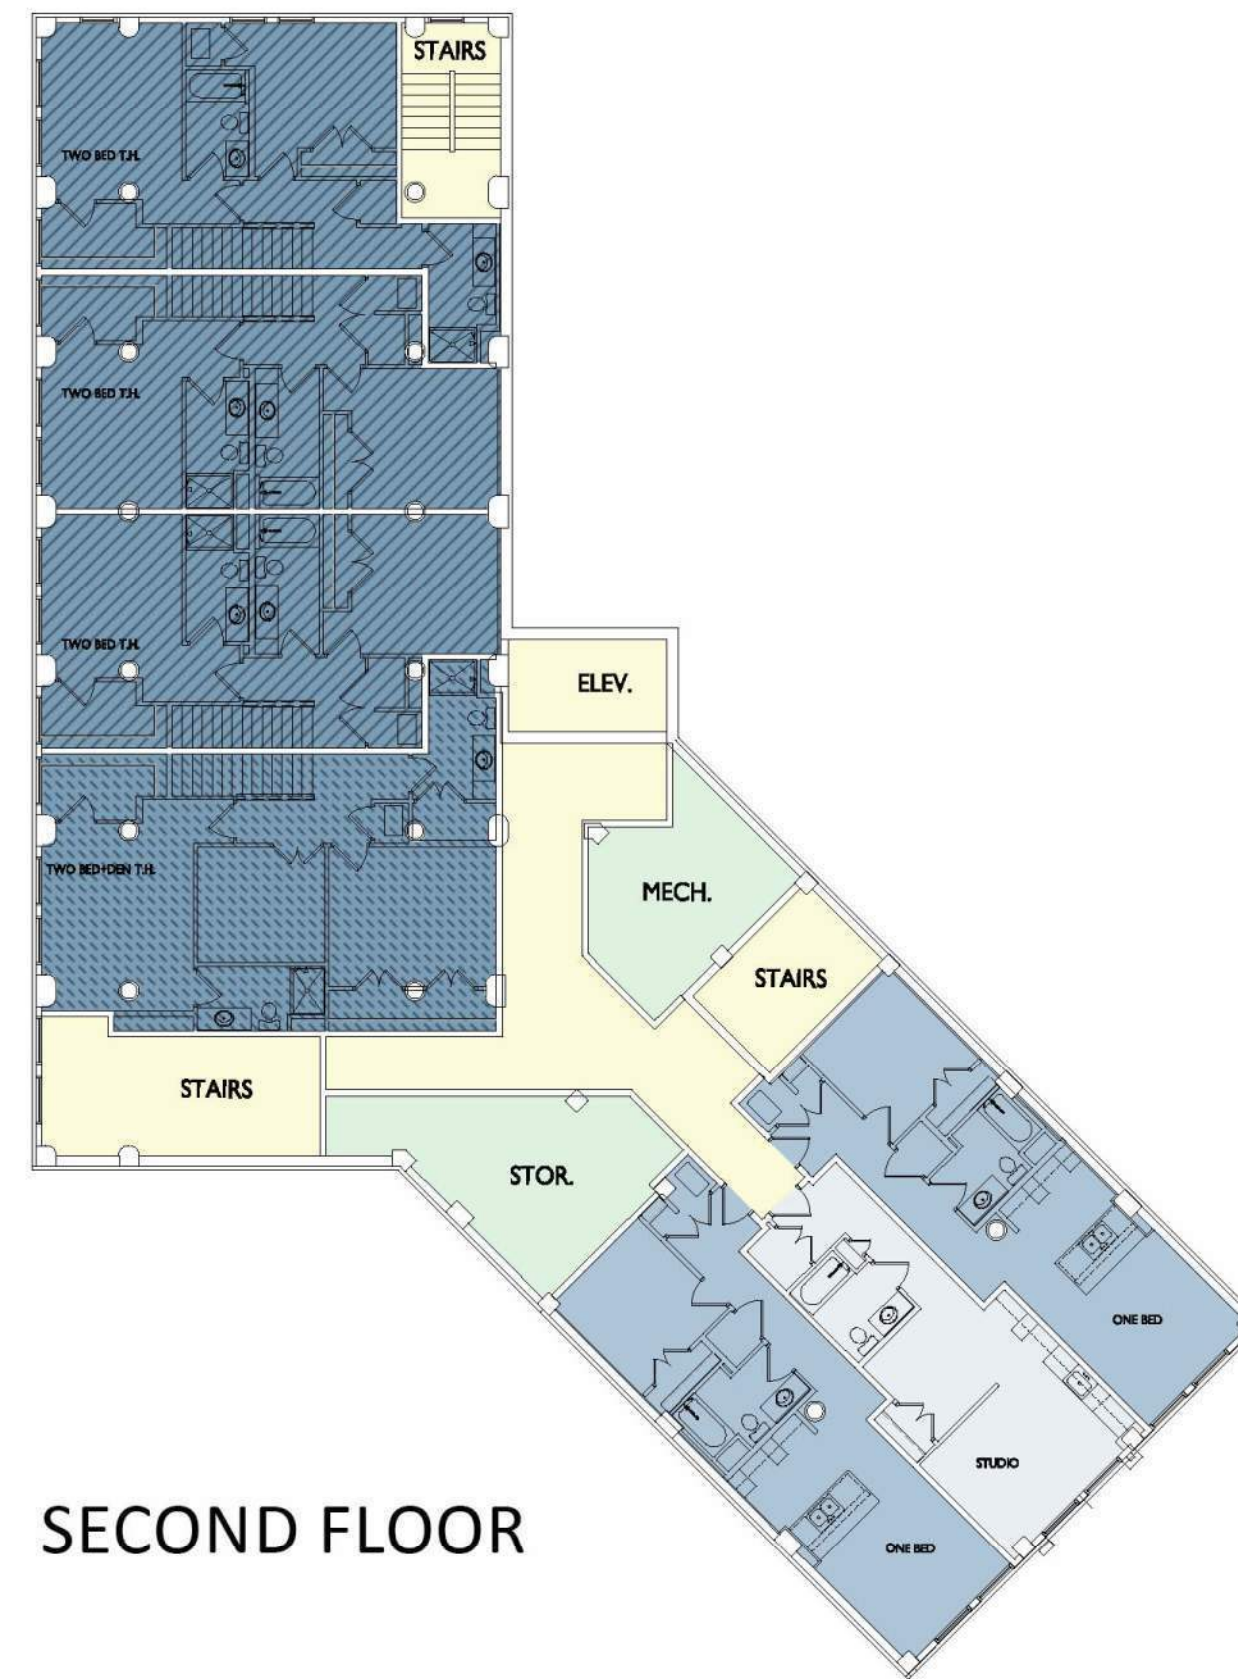 STAIRS
TWO BED T.H.
TWO BED T.H.
TWO BED T.H.
ELEV.
TWO BED+DEN T.H.
MECH.
STAIRS
STAIRS
STOR.
ONE BED
STUDIO
ONE BED
SECOND FLOOR